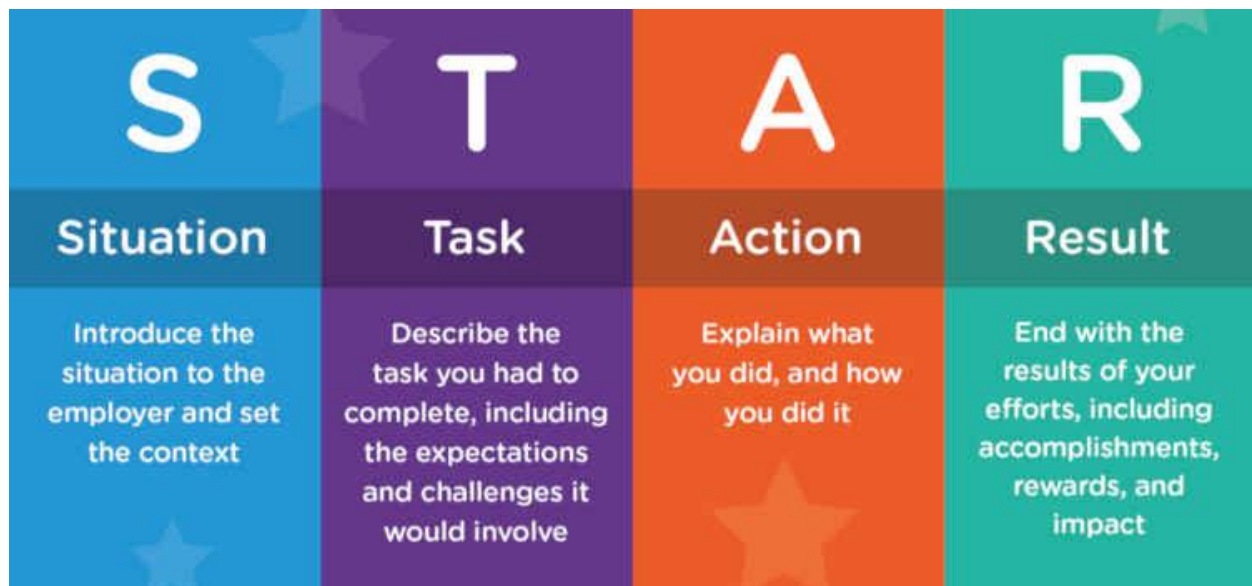 S
Situation
Introduce the
situation to the
employer and set
the context
T
Task
Describe the
task you had to
complete, including
the expectations
and challenges it
would involve
A
Action
Explain what
you did, and how
you did it
R
Result
End with the
results of your
efforts, including
accomplishments,
rewards, and
impact